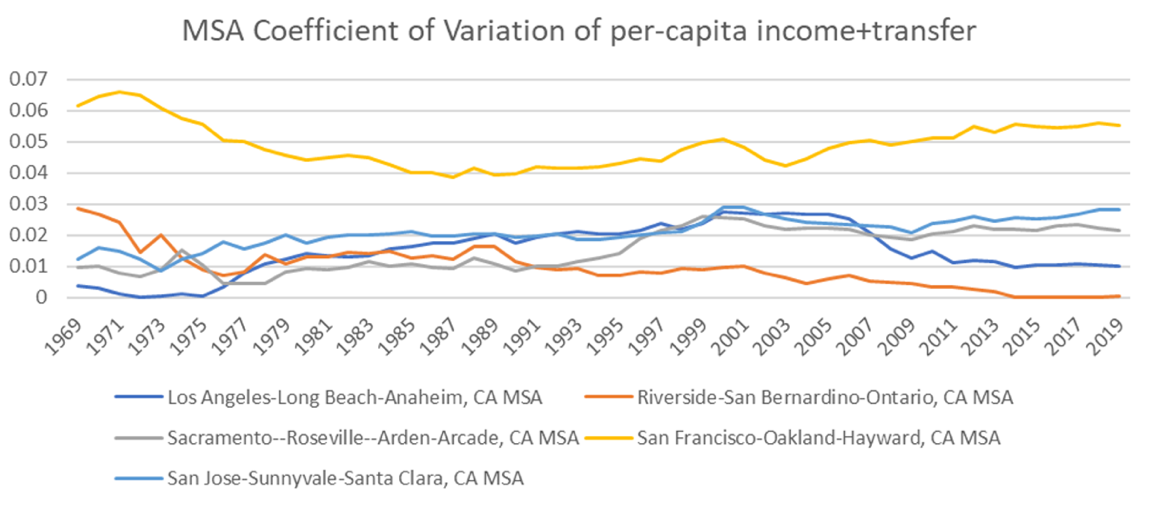 MSA Coefficient of Variation of per-capita income+transfer
0.07
0.06
0.05
0.04
0.03
0.02
0.01
0
1969 1971 1973 1975 1977 1979 1981 1983 1985 1987 1989 1991 1993 1995 1997 1999 2001 2003 2005 2007 2009 2011 2013 2015 2017 2019
Los Angeles-Long Beach-Anaheim, CA MSA Riverside-San Bernardino-Ontario, CA MSA
Sacramento--Roseville--Arden-Arcade, CA MSA San Francisco-Oakland-Hayward, CA MSA
San Jose-Sunnyvale-Santa Clara, CA MSA